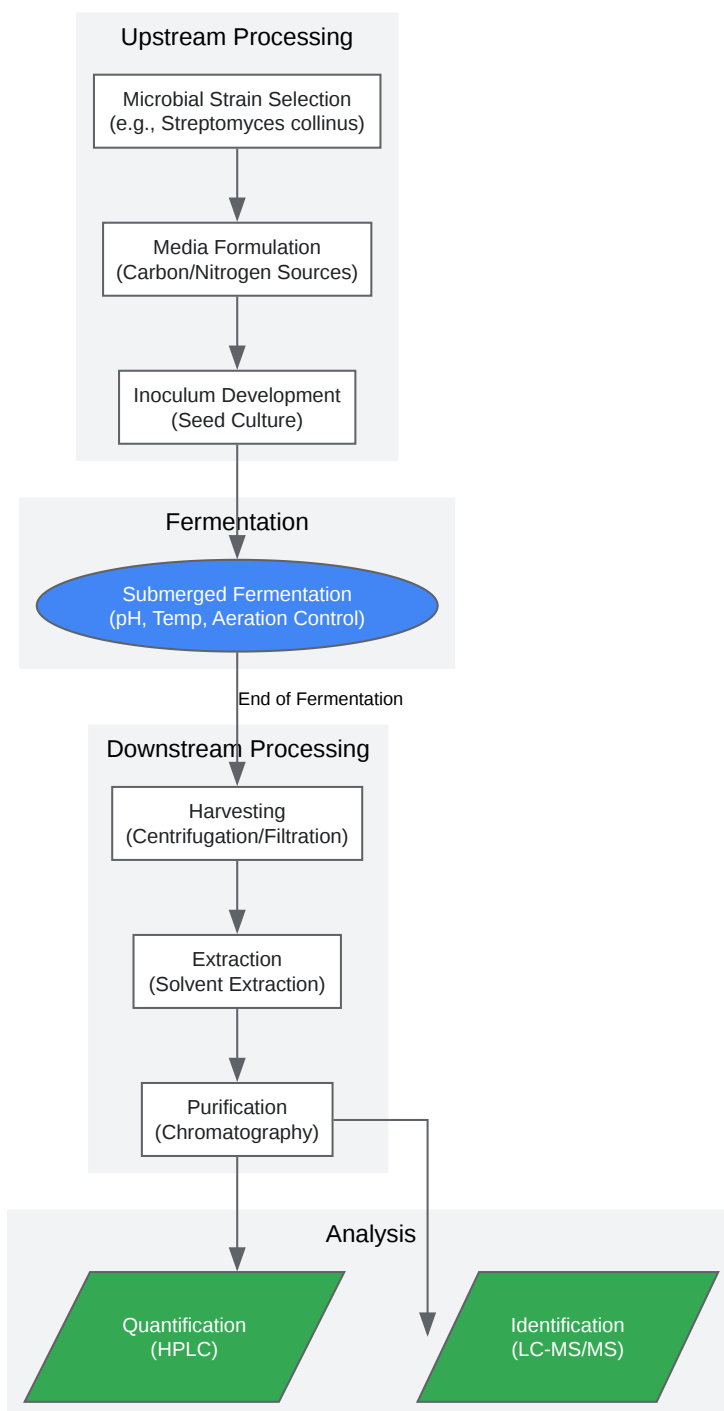 Upstream Processing
Microbial Strain Selection
(e.g., Streptomyces collinus)
Media Formulation
(Carbon/Nitrogen Sources)
Inoculum Development
(Seed Culture)
Fermentation
Submerged Fermentation
(pH, Temp, Aeration Control)
End of Fermentation
Downstream Processing
Harvesting
(Centrifugation/Filtration)
Extraction
(Solvent Extraction)
Purification
(Chromatography)
Analysis
Quantification
(HPLC)
Identification
(LC-MS/MS)